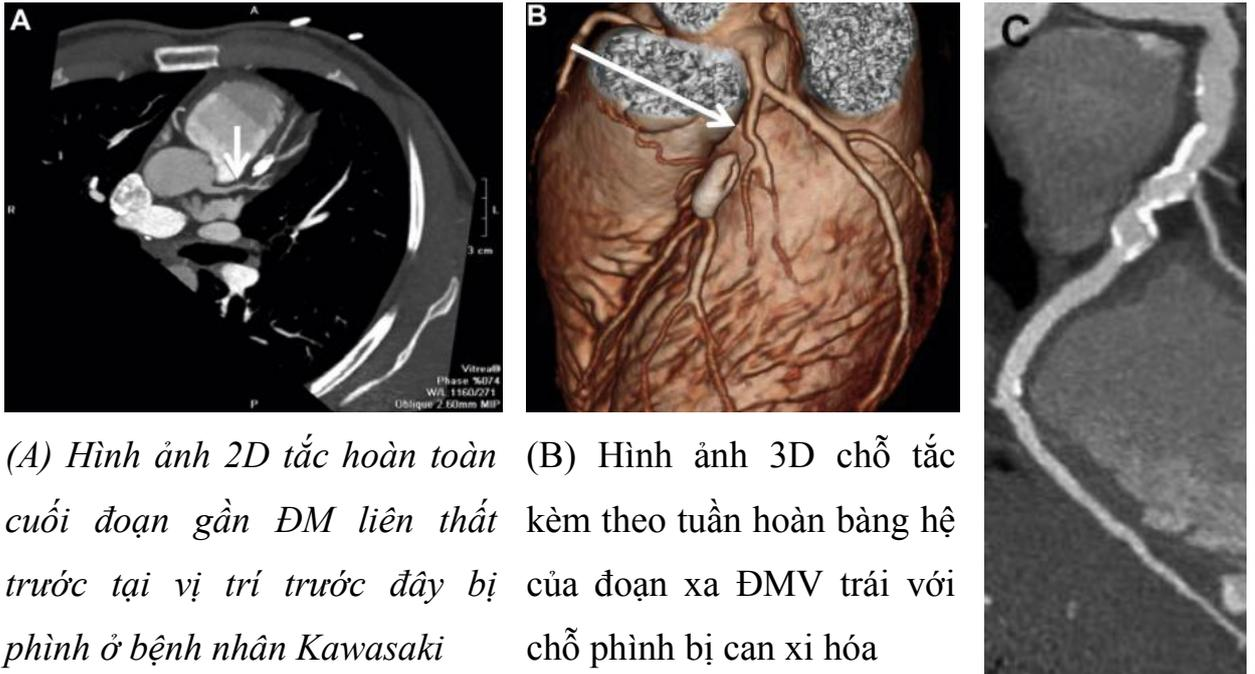 A
A
R
L
3 cm
Vitrea®
Phase %074
W/L 1160/271
Oblique 2.60mm MIP
P
B
C
(A) Hình ảnh 2D tắc hoàn toàn
cuối đoạn gần ĐM liên thất
trước tại vị trí trước đây bị
phình ở bệnh nhân Kawasaki
(B) Hình ảnh 3D chỗ tắc
kèm theo tuần hoàn bàng hệ
của đoạn xa ĐMV trái với
chỗ phình bị can xi hóa